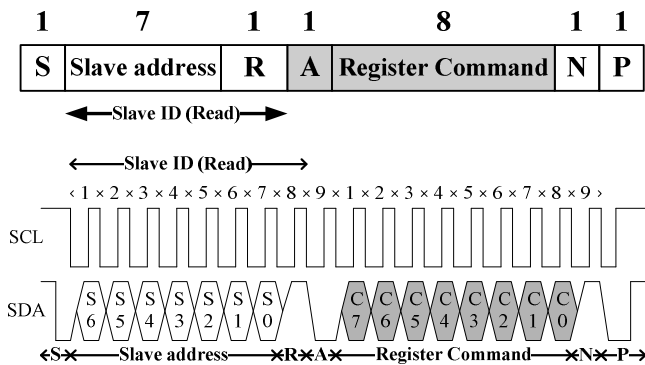 1 7 1 1 8 1 1
S Slave address R A Register Command N P
Slave ID (Read)
Slave ID (Read)
‹ 1 × 2 × 3 × 4 × 5 × 6 × 7 × 8 × 9 × 1 × 2 × 3 × 4 × 5 × 6 × 7 × 8 × 9 ›
SCL
SDA S6 S5 S4 S3 S2 S1 S0 C7 C6 C5 C4 C3 C2 C1 C0
S Slave address R A Register Command N P